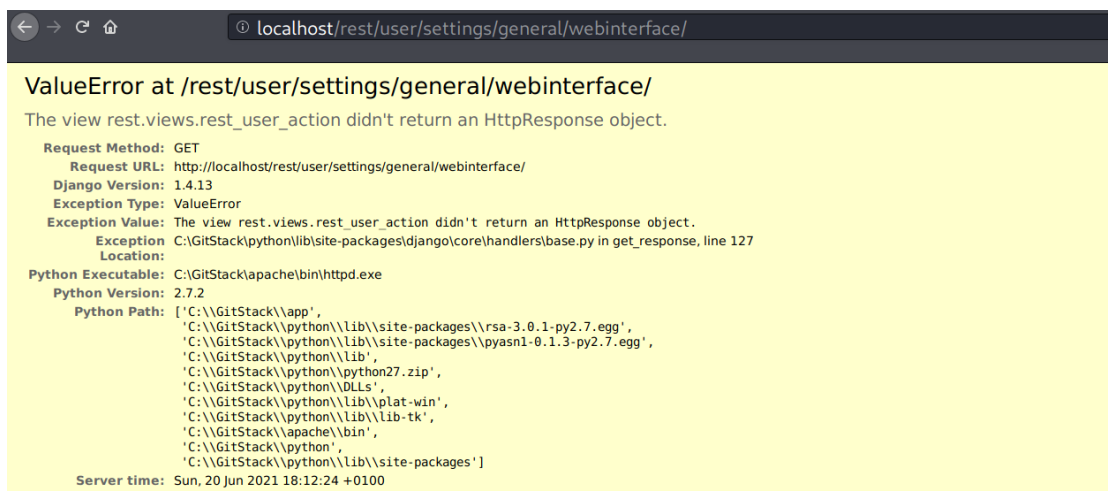 localhost/rest/user/settings/general/webinterface/
ValueError at /rest/user/settings/general/webinterface/
The view rest.views.rest_user_action didn't return an HttpResponse object.
Request Method: GET
Request URL: http://localhost/rest/user/settings/general/webinterface/
Django Version: 1.4.13
Exception Type: ValueError
Exception Value: The view rest.views.rest_user_action didn't return an HttpResponse object.
Exception Location: C:\GitStack\python\lib\site-packages\django\core\handlers\base.py in get_response, line 127
Python Executable: C:\GitStack\apache\bin\httpd.exe
Python Version: 2.7.2
Python Path: ['C:\\GitStack\\app',
'C:\\GitStack\\python\\lib\\site-packages\\rsa-3.0.1-py2.7.egg',
'C:\\GitStack\\python\\lib\\site-packages\\pyasn1-0.1.3-py2.7.egg',
'C:\\GitStack\\python\\lib',
'C:\\GitStack\\python\\python27.zip',
'C:\\GitStack\\python\\DLLs',
'C:\\GitStack\\python\\lib\\plat-win',
'C:\\GitStack\\python\\lib\\lib-tk',
'C:\\GitStack\\apache\\bin',
'C:\\GitStack\\python',
'C:\\GitStack\\python\\lib\\site-packages']
Server time: Sun, 20 Jun 2021 18:12:24 +0100